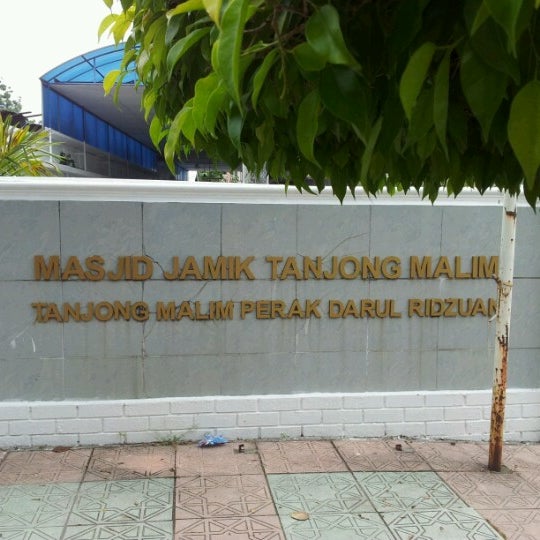 MASJID JAMIK TANJONG MALIM
TANJONG MALIM PERAK DARUL RIDZUAN